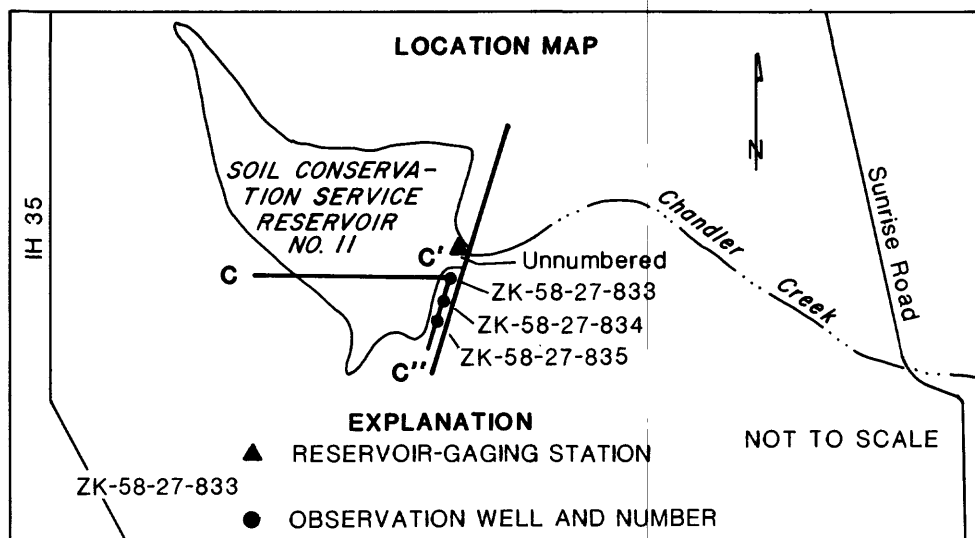 LOCATION MAP
SOIL CONSERVA-
TION SERVICE
RESERVOIR
NO. 11
IH 35
N
Sunrise Road
Chandler
Creek
C
C'
Unnumbered
ZK-58-27-833
ZK-58-27-834
ZK-58-27-835
C''
EXPLANATION
RESERVOIR-GAGING STATION
NOT TO SCALE
ZK-58-27-833
OBSERVATION WELL AND NUMBER